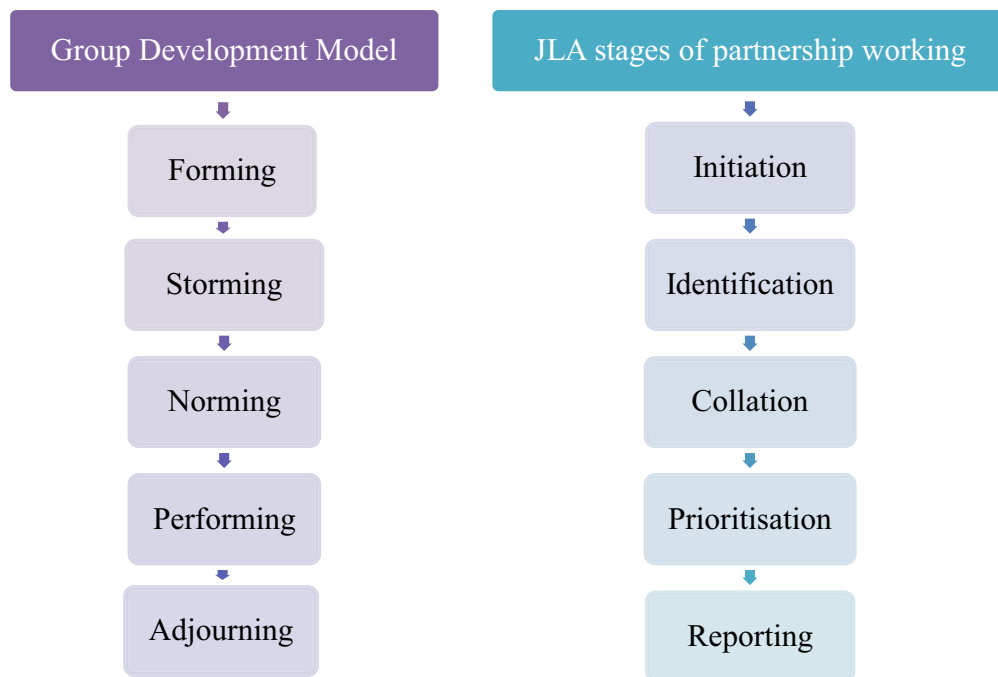 Group Development Model
Forming
Storming
Norming
Performing
Adjourning
JLA stages of partnership working
Initiation
Identification
Collation
Prioritisation
Reporting